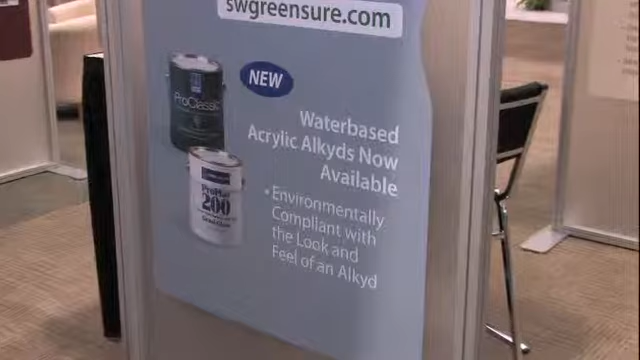 swgreensure.com
NEW
ProClassic
200
Waterbased
Acrylic Alkyds Now
Available
• Environmentally
Compliant with
the Look and
Feel of an Alkyd